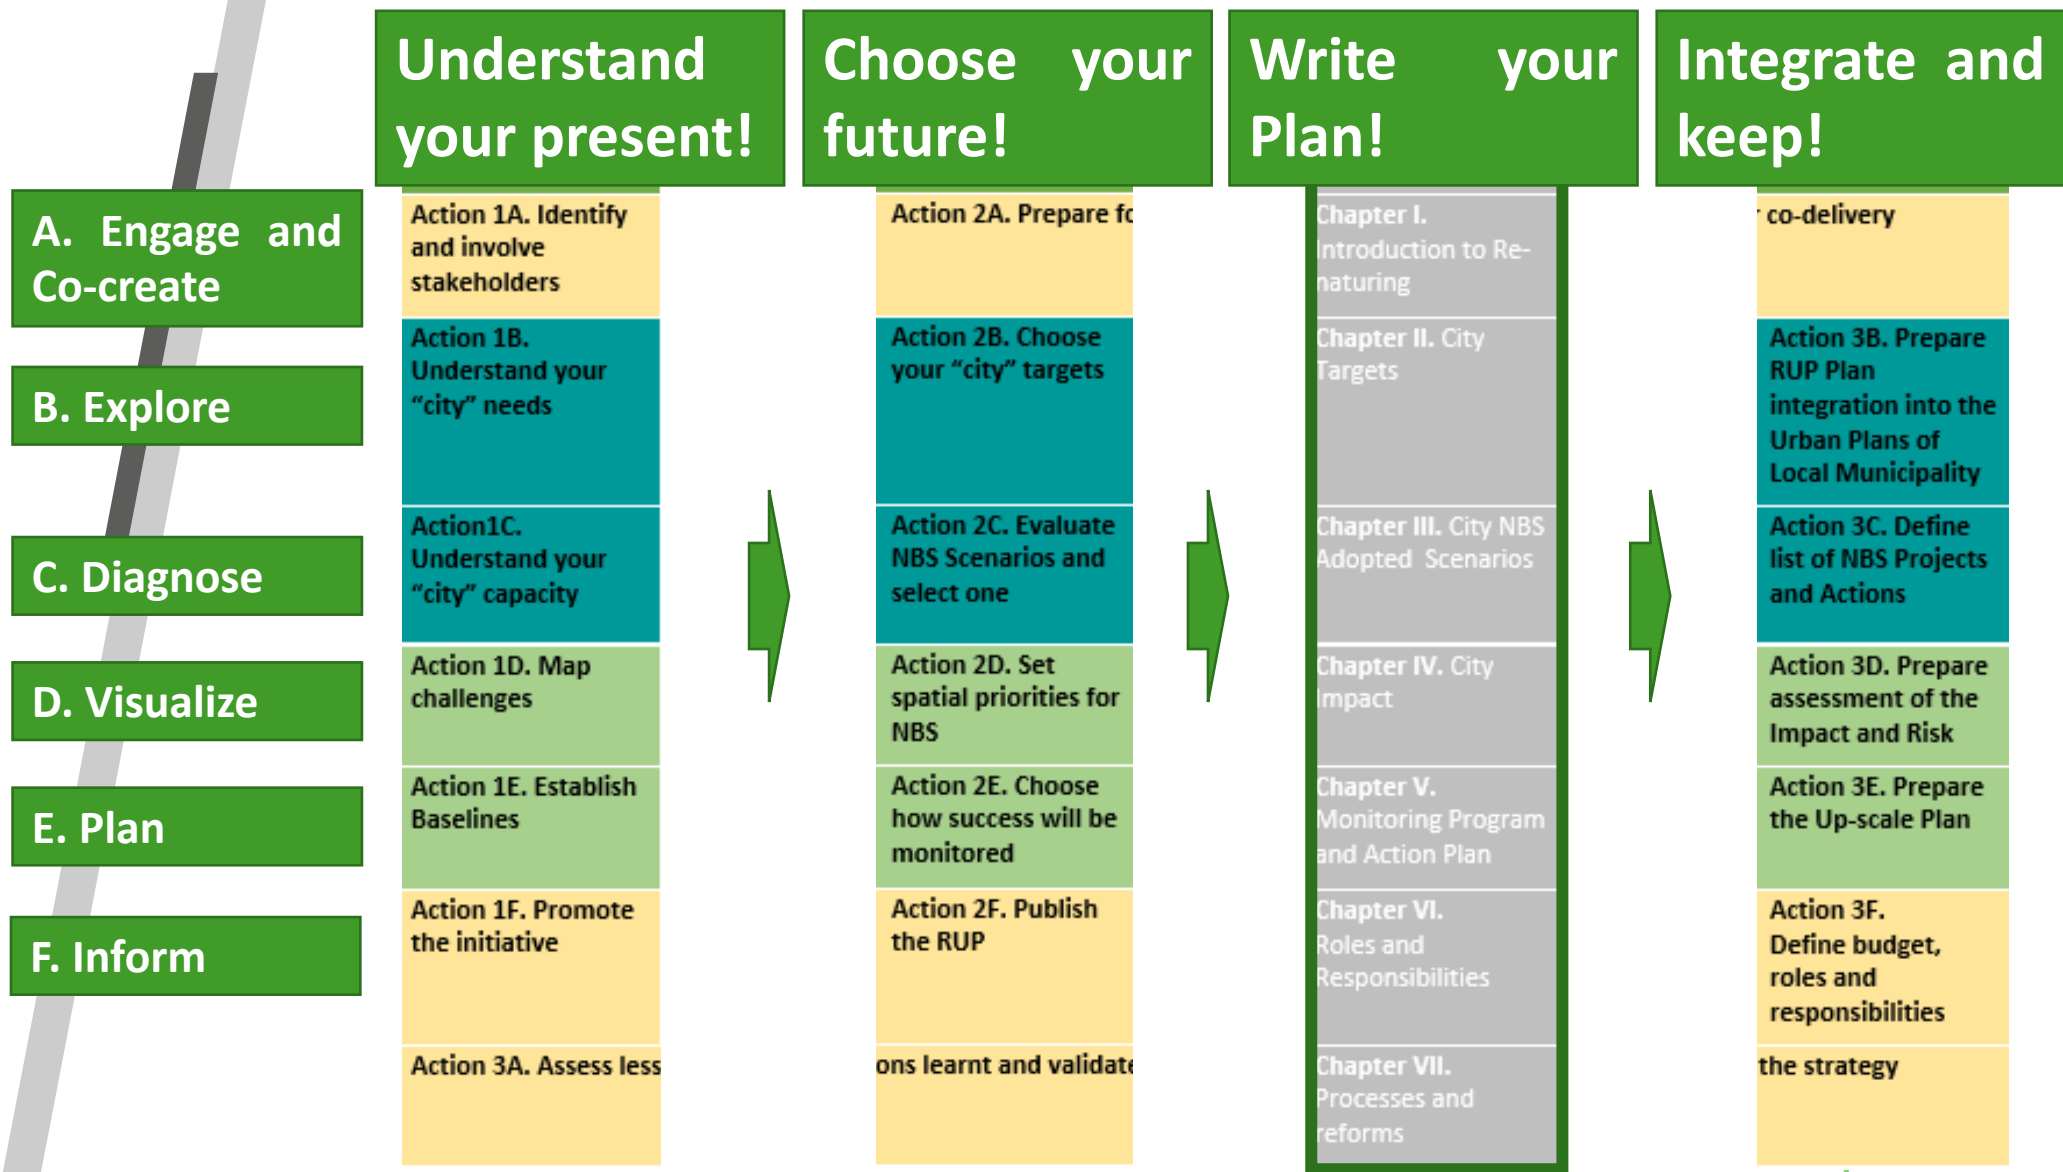 Understand
your present!
Choose your
future!
Write your
Plan!
Integrate and
keep!
A. Engage and
Co-create
B. Explore
C. Diagnose
D. Visualize
E. Plan
F. Inform
Action 1A. Identify
and involve
stakeholders
Action 1B.
Understand your
“city” needs
Action1C.
Understand your
“city” capacity
Action 1D. Map
challenges
Action 1E. Establish
Baselines
Action 1F. Promote
the initiative
Action 3A. Assess less
Action 2A. Prepare fo
Action 2B. Choose
your “city” targets
Action 2C. Evaluate
NBS Scenarios and
select one
Action 2D. Set
spatial priorities for
NBS
Action 2E. Choose
how success will be
monitored
Action 2F. Publish
the RUP
ons learnt and validate
Chapter I.
Introduction to Re-
naturing
Chapter II. City
Targets
Chapter III. City NBS
Adopted Scenarios
Chapter IV. City
Impact
Chapter V.
Monitoring Program
and Action Plan
Chapter VI.
Roles and
Responsibilities
Chapter VII.
Processes and
reforms
co-delivery
Action 3B. Prepare
RUP Plan
integration into the
Urban Plans of
Local Municipality
Action 3C. Define
list of NBS Projects
and Actions
Action 3D. Prepare
assessment of the
Impact and Risk
Action 3E. Prepare
the Up-scale Plan
Action 3F.
Define budget,
roles and
responsibilities
the strategy